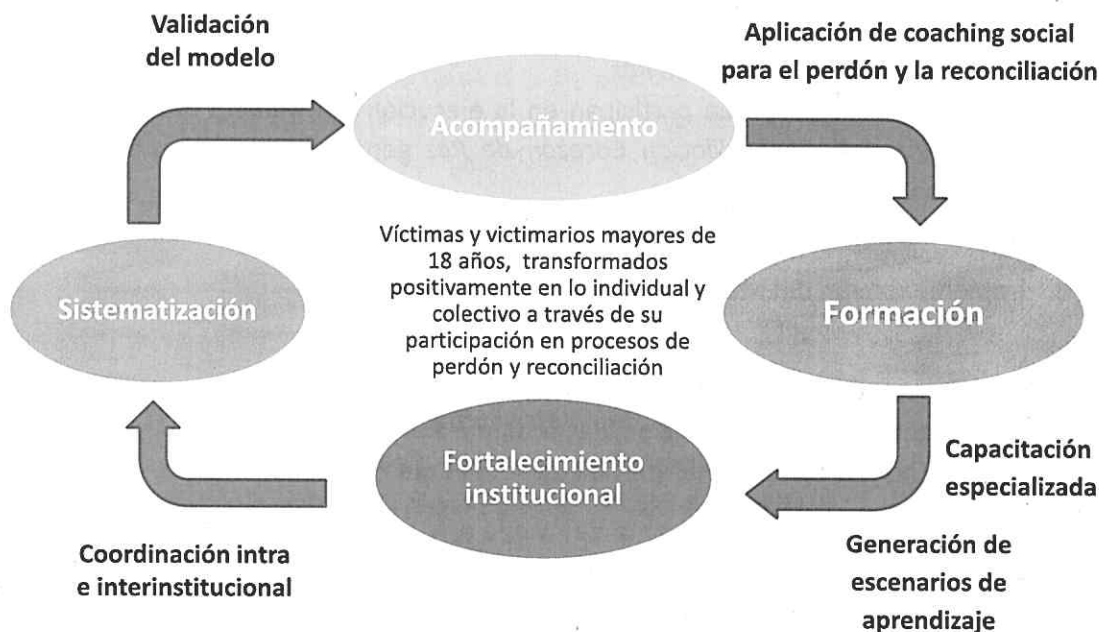 Validación
del modelo
Aplicación de coaching social
para el perdón y la reconciliación
Acompañamiento
Víctimas y victimarios mayores de
18 años, transformados
positivamente en lo individual y
colectivo a través de su
participación en procesos de
perdón y reconciliación
Sistematización
Formación
Fortalecimiento
institucional
Capacitación
especializada
Coordinación intra
e interinstitucional
Generación de
escenarios de
aprendizaje